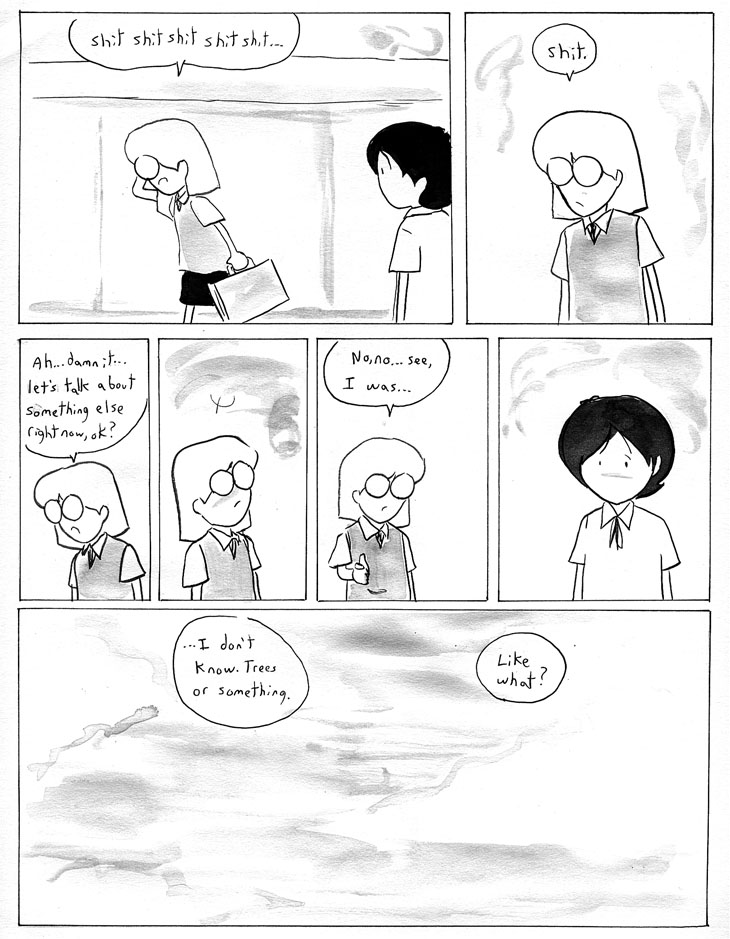 shit.
shit shit shit shit shit...
No, no... see,
I was...
Ah...damn it...
let's talk about
something else
right now, ok?
Like
what?
...I don't
know. Trees
or something.